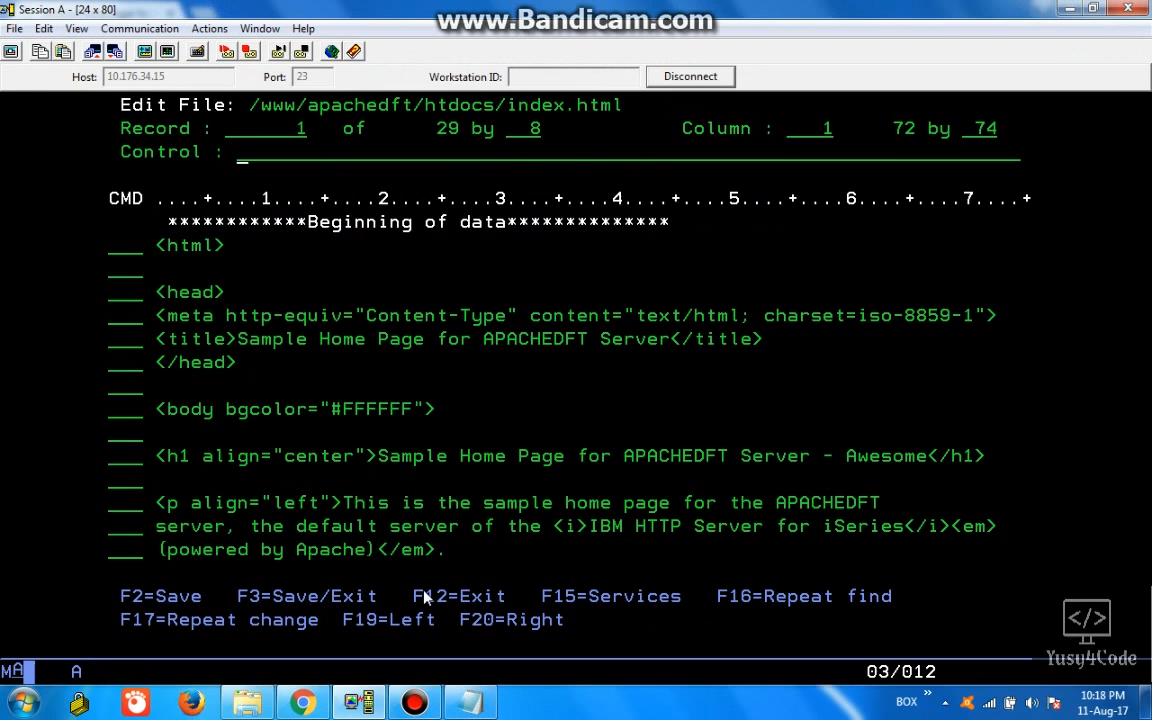 Session A - [24 x 80]
www.Bandicam.com
File Edit View Communication Actions Window Help
Host: 10.176.34.15 Port: 23 Workstation ID: Disconnect
Edit File: /www/apachedft/htdocs/index.html
Record : 1 of 29 by 8 Column : 1 72 by 74
Control :
CMD ....+....1....+....2....+....3....+....4....+....5....+....6....+....7....+
************Beginning of data**************
<html>
<head>
<meta http-equiv="Content-Type" content="text/html; charset=iso-8859-1">
<title>Sample Home Page for APACHEDFT Server</title>
</head>
<body bgcolor="#FFFFFF">
<h1 align="center">Sample Home Page for APACHEDFT Server - Awesome</h1>
<p align="left">This is the sample home page for the APACHEDFT
server, the default server of the <i>IBM HTTP Server for iSeries</i><em>
(powered by Apache)</em>.
F2=Save F3=Save/Exit F12=Exit F15=Services F16=Repeat find
F17=Repeat change F19=Left F20=Right
</>
Yusy4Code
MA A 03/012
BOX » 10:18 PM
11-Aug-17